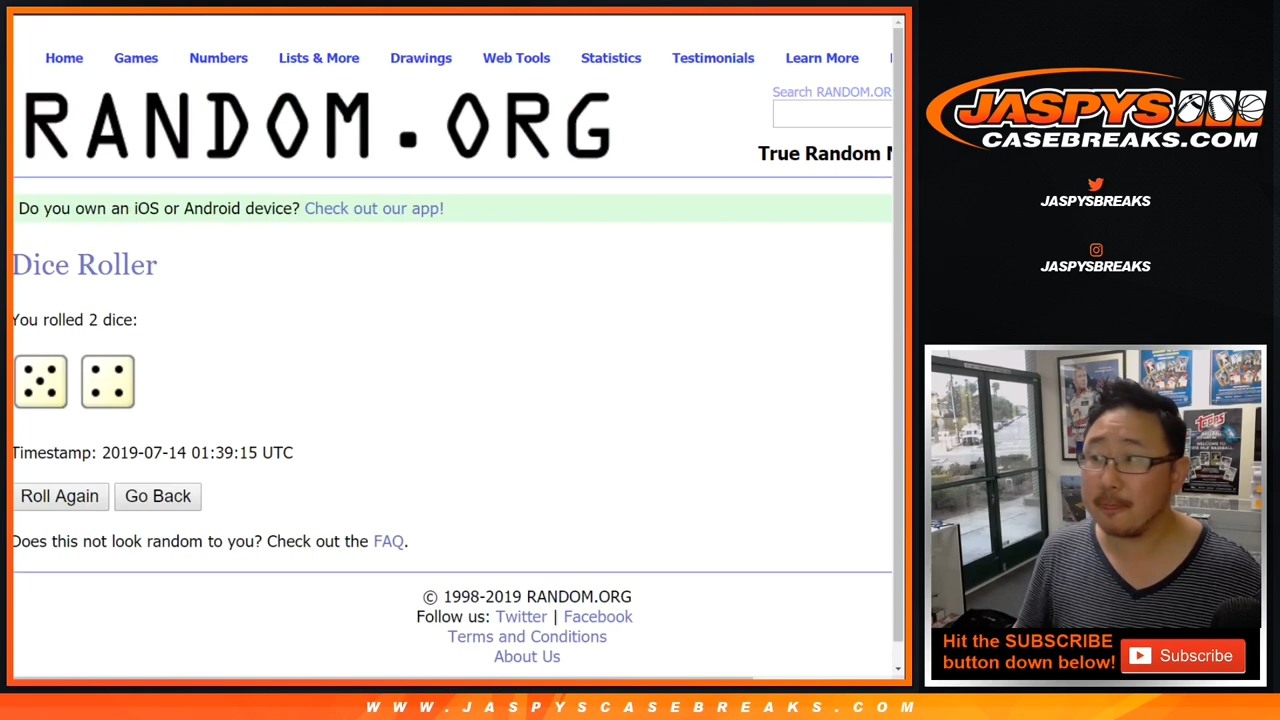 Home Games Numbers Lists & More Drawings Web Tools Statistics Testimonials Learn More
RANDOM.ORG
Search RANDOM.OR
True Random N
Do you own an iOS or Android device? Check out our app!
Dice Roller
You rolled 2 dice:
Timestamp: 2019-07-14 01:39:15 UTC
Roll Again Go Back
Does this not look random to you? Check out the FAQ.
© 1998-2019 RANDOM.ORG
Follow us: Twitter | Facebook
Terms and Conditions
About Us
JASPYS
CASEBREAKS.COM
JASPYSBREAKS
JASPYSBREAKS
TOPPS
WELCOME TO
Hit the SUBSCRIBE
button down below!
Subscribe
WWW.JASPYSCASEBREAKS.COM